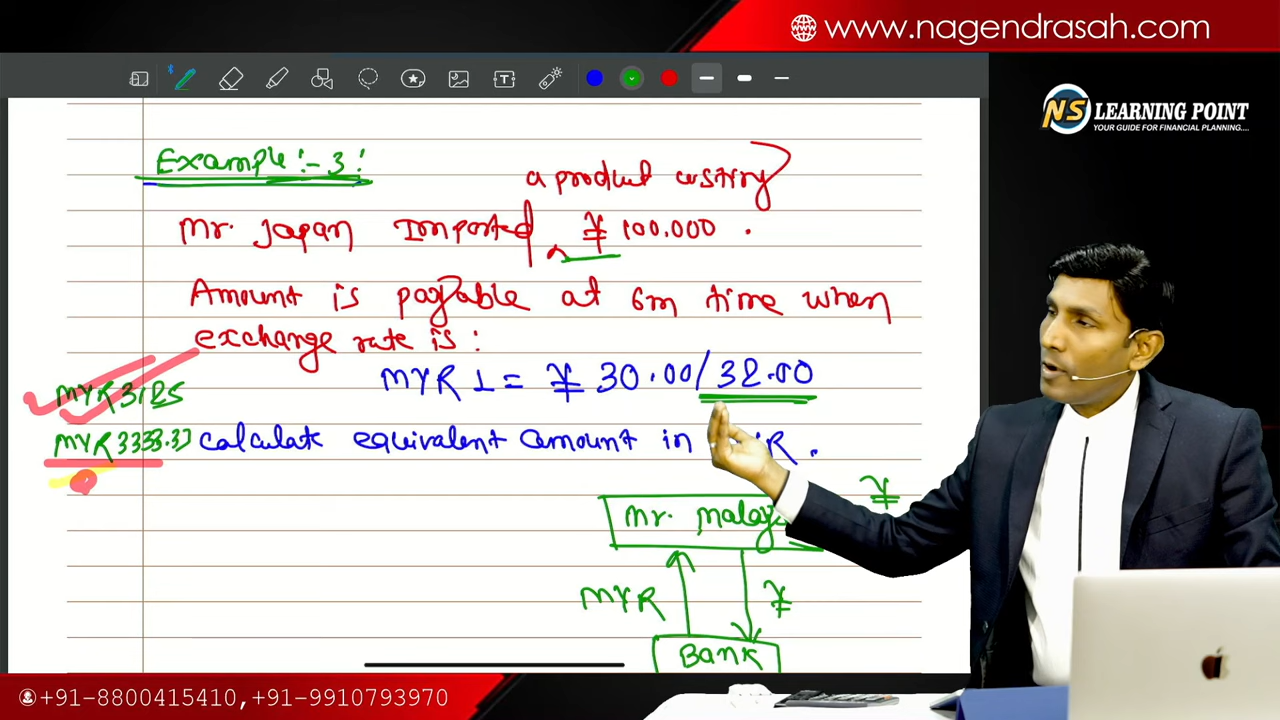 www.nagendrasah.com
NS LEARNING POINT
YOUR GUIDE FOR FINANCIAL PLANNING....
Example:- 3:
a product costing
Mr. Japan Imported ¥ 100.000 .
Amount is payable at 6m time when
exchange rate is:
MYR 1 = ¥ 30.00/32.00
MYR 3125
MYR 3333.33
calculate equivalent amount in
¥
Mr.
MYR
¥
Bank
+91-8800415410,+91-9910793970